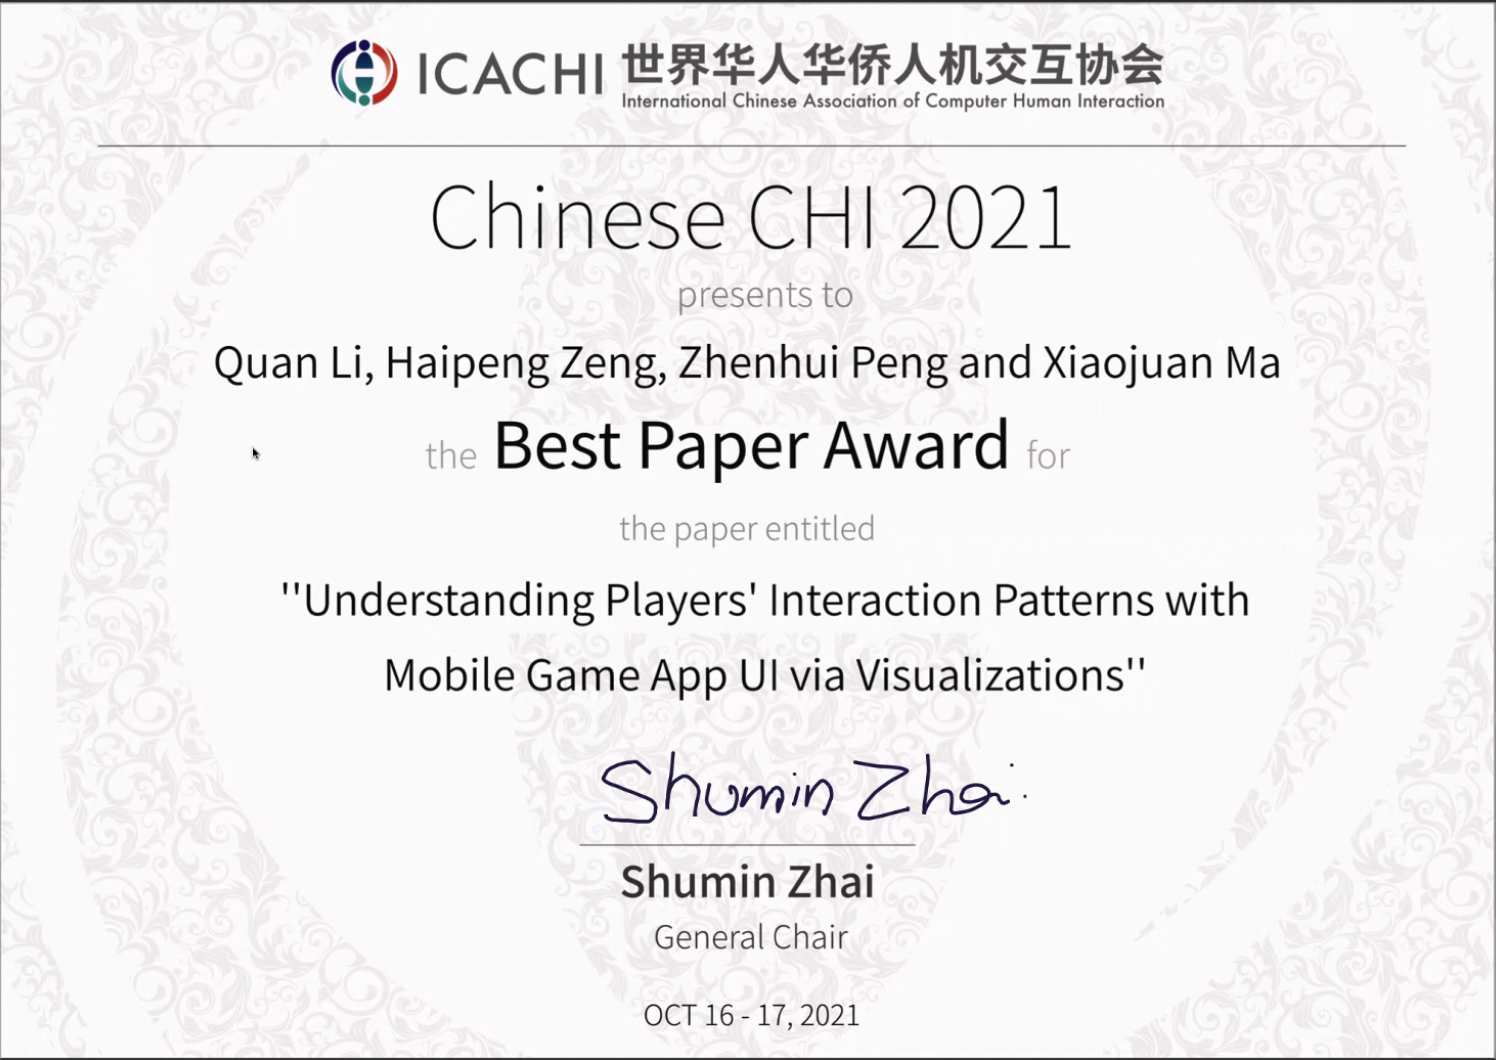 ICACHI 世界华人华侨人机交互协会
International Chinese Association of Computer Human Interaction
Chinese CHI 2021
presents to
Quan Li, Haipeng Zeng, Zhenhui Peng and Xiaojuan Ma
the Best Paper Award for
the paper entitled
''Understanding Players' Interaction Patterns with
Mobile Game App UI via Visualizations''
Shumin Zhai
Shumin Zhai
General Chair
OCT 16 - 17, 2021